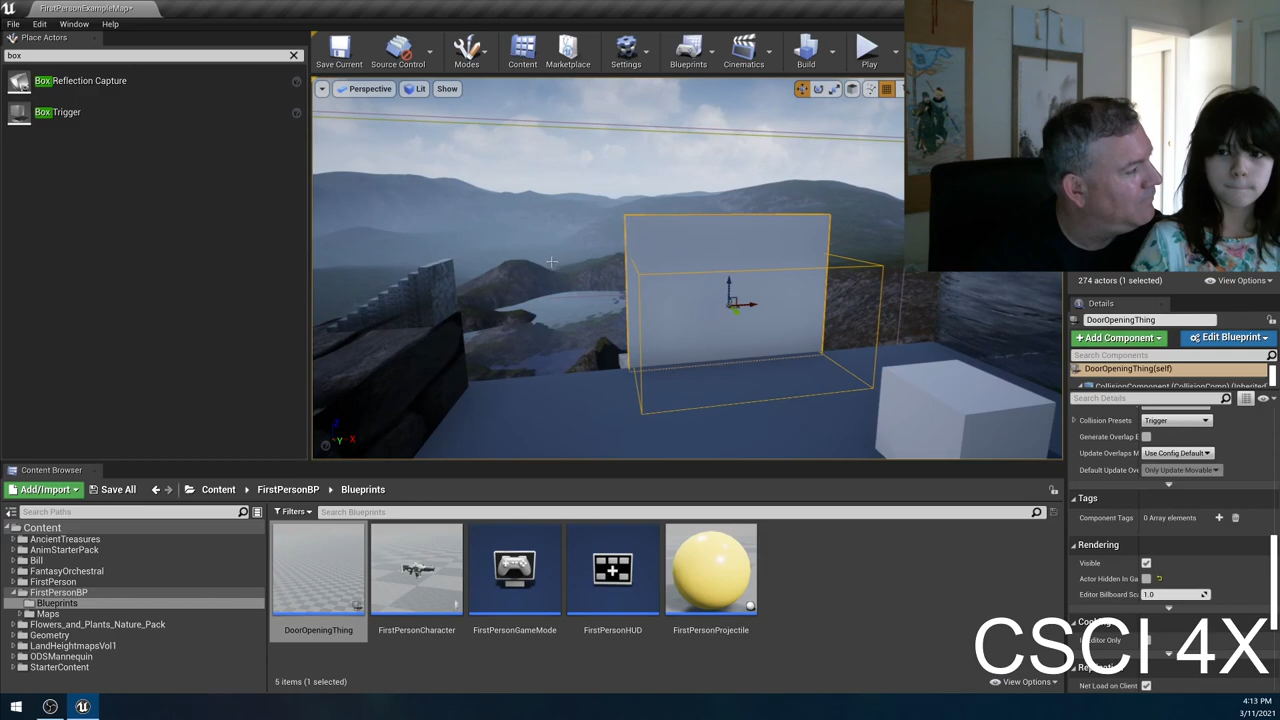 FirstPersonExampleMap*
File Edit Window Help
Place Actors
box
Box Reflection Capture
Box Trigger
Save Current
Source Control
Modes
Content
Marketplace
Settings
Blueprints
Cinematics
Build
Play
Perspective
Lit
Show
274 actors (1 selected)
View Options
Details
DoorOpeningThing
+ Add Component
Edit Blueprint
Search Components
DoorOpeningThing(self)
CollisionComponent (CollisionComp) (Inherited
Search Details
Collision Presets
Trigger
Generate Overlap E
Update Overlaps M
Use Config Default
Default Update Ove
Only Update Movable
Tags
Component Tags
0 Array elements
Rendering
Visible
Actor Hidden In Ga
Editor Billboard Sc
1.0
Net Load on Client
CSCI 4X
Z
Y
X
Content Browser
Add/Import
Save All
Content
FirstPersonBP
Blueprints
Search Paths
Filters
Search Blueprints
Content
AncientTreasures
AnimStarterPack
Bill
FantasyOrchestral
FirstPerson
FirstPersonBP
Blueprints
Maps
Flowers_and_Plants_Nature_Pack
Geometry
LandHeightmapsVol1
ODSMannequin
StarterContent
DoorOpeningThing
FirstPersonCharacter
FirstPersonGameMode
FirstPersonHUD
FirstPersonProjectile
5 items (1 selected)
View Options
4:13 PM
3/11/2021